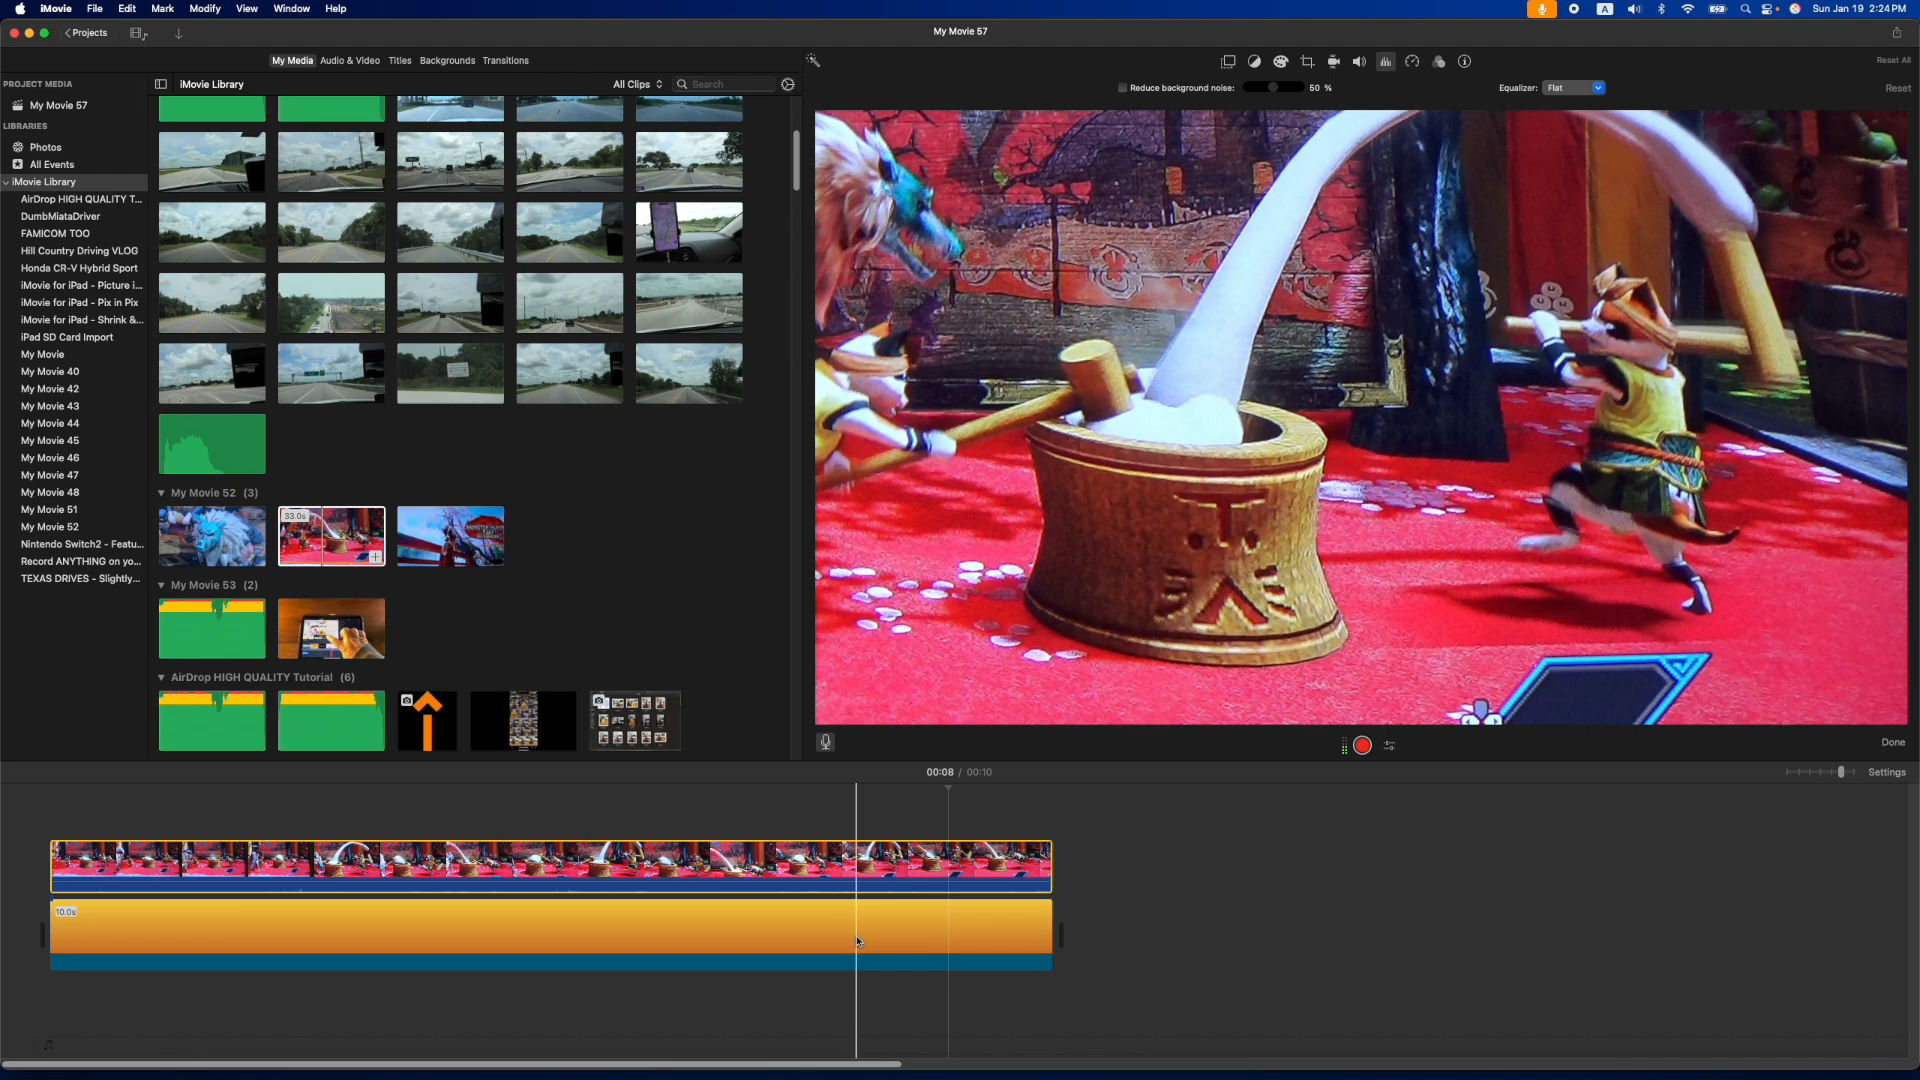 iMovie File Edit Mark Modify View Window Help
A Sun Jan 19 2:24 PM
Projects
My Movie 57
My Media Audio & Video Titles Backgrounds Transitions
Reset All
PROJECT MEDIA
My Movie 57
LIBRARIES
Photos
All Events
iMovie Library
AirDrop HIGH QUALITY T...
DumbMiataDriver
FAMICOM TOO
Hill Country Driving VLOG
Honda CR-V Hybrid Sport
iMovie for iPad - Picture i...
iMovie for iPad - Pix in Pix
iMovie for iPad - Shrink &...
iPad SD Card Import
My Movie
My Movie 40
My Movie 42
My Movie 43
My Movie 44
My Movie 45
My Movie 46
My Movie 47
My Movie 48
My Movie 51
My Movie 52
Nintendo Switch2 - Featu...
Record ANYTHING on yo...
TEXAS DRIVES - Slightly...
iMovie Library
All Clips
Search
My Movie 52 (3)
33.0s
My Movie 53 (2)
AirDrop HIGH QUALITY Tutorial (6)
Reduce background noise: 50 %
Equalizer: Flat
Reset
Done
00:08 / 00:10
Settings
10.0s